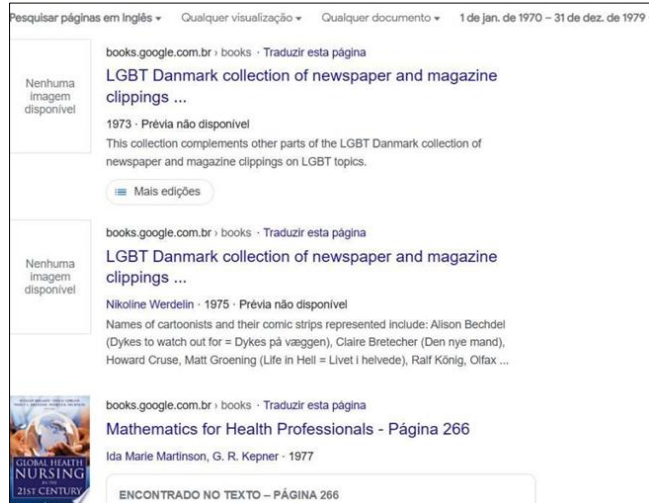 Pesquisar páginas em Inglês ▾ Qualquer visualização ▾ Qualquer documento ▾ 1 de jan. de 1970 – 31 de dez. de 1979
Nenhuma imagem disponível
books.google.com.br › books · Traduzir esta página
LGBT Danmark collection of newspaper and magazine
clippings ...
1973 · Prévia não disponível
This collection complements other parts of the LGBT Danmark collection of
newspaper and magazine clippings on LGBT topics.
Mais edições
Nenhuma imagem disponível
books.google.com.br › books · Traduzir esta página
LGBT Danmark collection of newspaper and magazine
clippings ...
Nikoline Werdelin · 1975 · Prévia não disponível
Names of cartoonists and their comic strips represented include: Alison Bechdel
(Dykes to watch out for = Dykes på væggen), Claire Bretecher (Den nye mand),
Howard Cruse, Matt Groening (Life in Hell = Livet i helvede), Ralf König, Olfax ...
GLOBAL HEALTH
NURSING
IN THE
21ST CENTURY
books.google.com.br › books · Traduzir esta página
Mathematics for Health Professionals - Página 266
Ida Marie Martinson, G. R. Kepner · 1977
ENCONTRADO NO TEXTO – PÁGINA 266